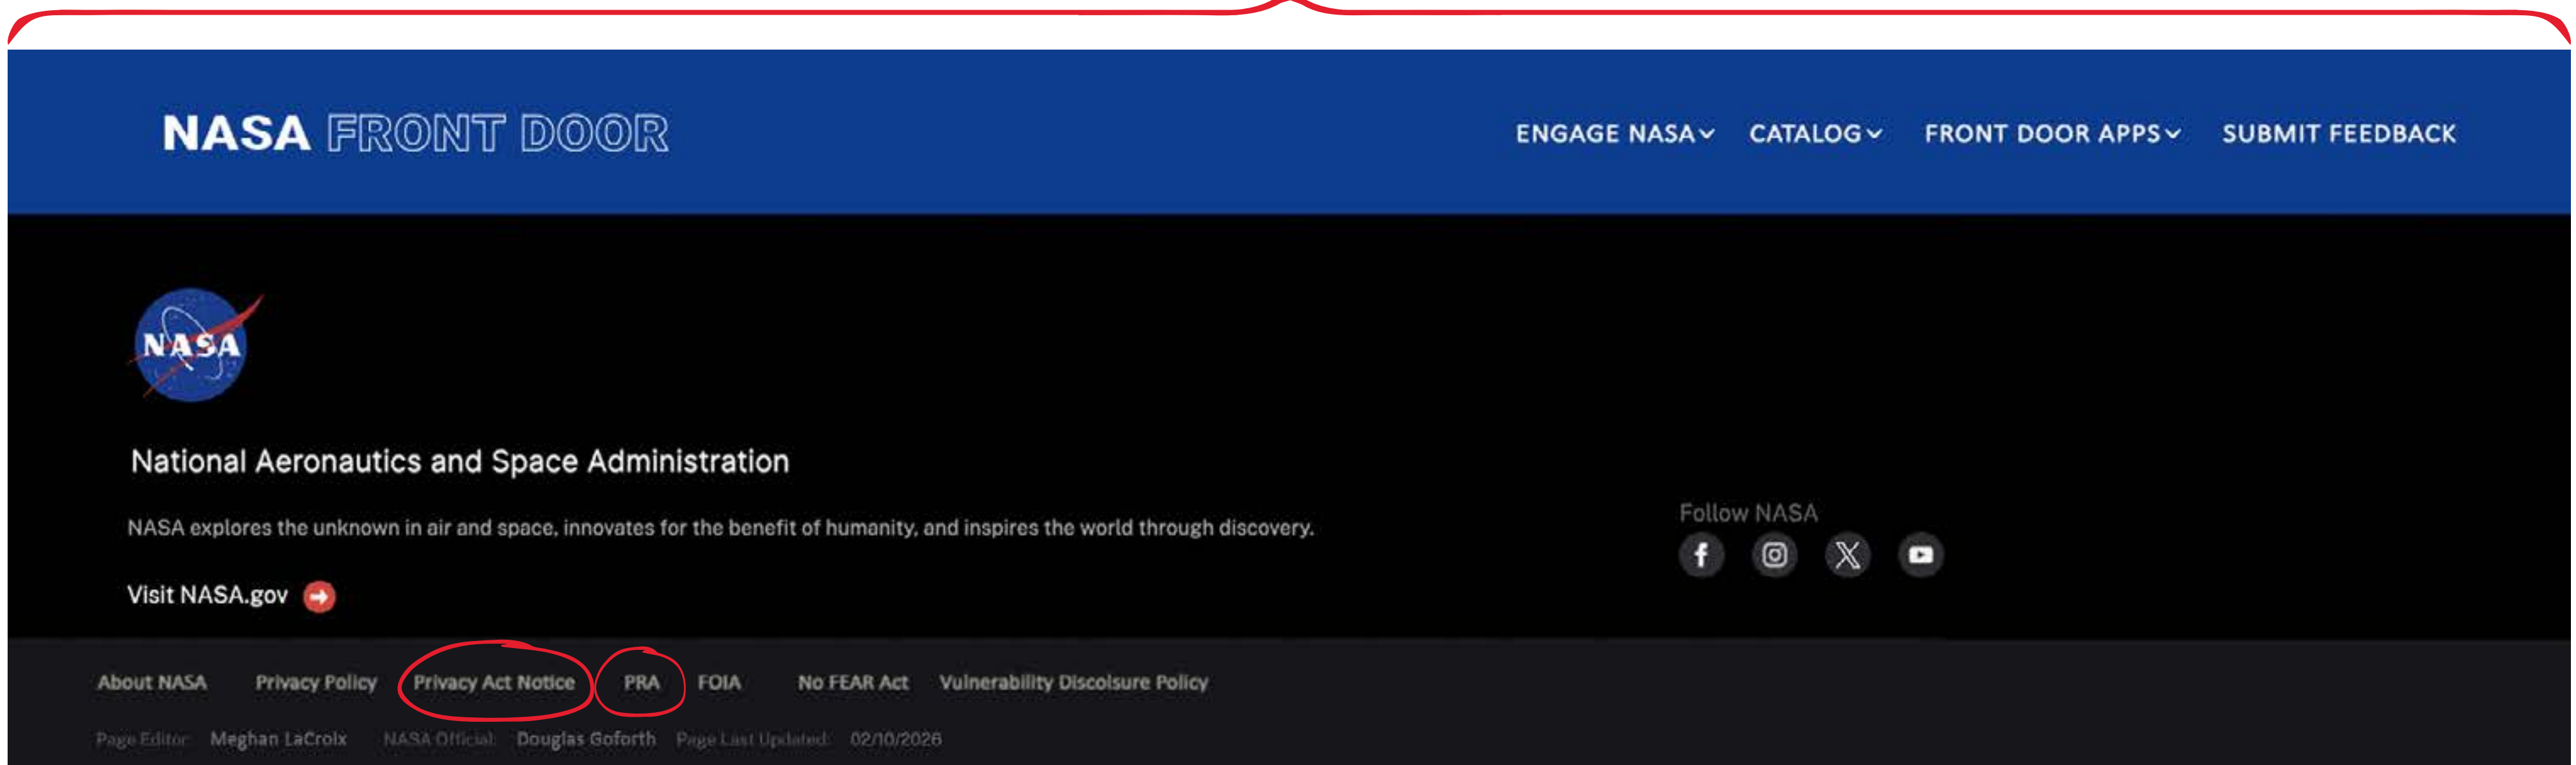 NASA FRONT DOOR ENGAGE NASA CATALOG FRONT DOOR APPS SUBMIT FEEDBACK
NASA
National Aeronautics and Space Administration
NASA explores the unknown in air and space, innovates for the benefit of humanity, and inspires the world through discovery.
Visit NASA.gov
Follow NASA
About NASA Privacy Policy Privacy Act Notice PRA FOIA No FEAR Act Vulnerability Discolsure Policy
Page Editor: Meghan LaCroix NASA Official: Douglas Goforth Page Last Updated: 02/10/2026